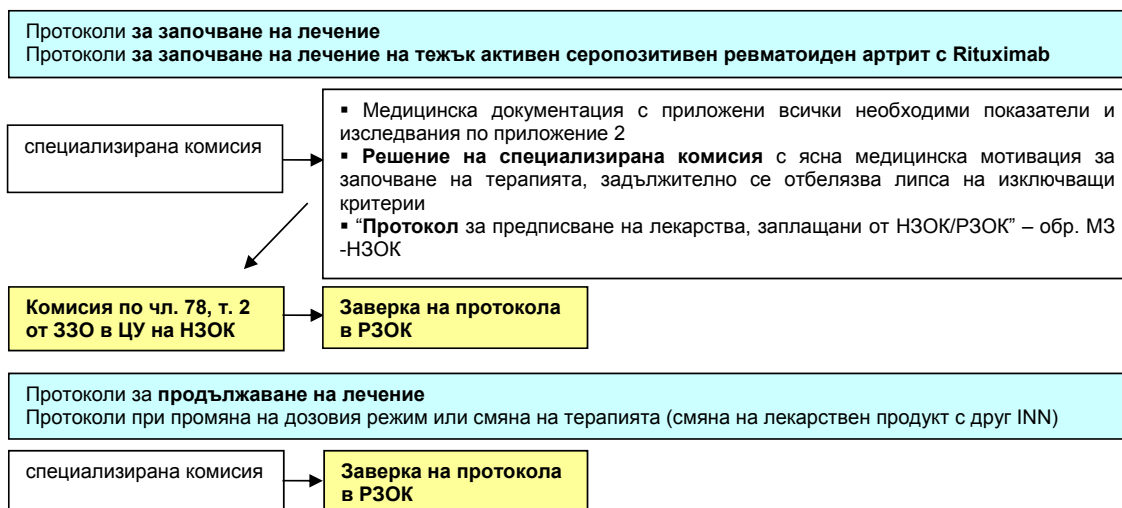 Протоколи за започване на лечение
Протоколи за започване на лечение на тежък активен серопозитивен ревматоиден артрит с Rituximab
специализирана комисия
▪ Медицинска документация с приложени всички необходими показатели и
изследвания по приложение 2
▪ Решение на специализирана комисия с ясна медицинска мотивация за
започване на терапията, задължително се отбелязва липса на изключващи
критерии
▪ “Протокол за предписване на лекарства, заплащани от НЗОК/РЗОК” – обр. МЗ
-НЗОК
Комисия по чл. 78, т. 2
от ЗЗО в ЦУ на НЗОК
Заверка на протокола
в РЗОК
Протоколи за продължаване на лечение
Протоколи при промяна на дозовия режим или смяна на терапията (смяна на лекарствен продукт с друг INN)
специализирана комисия
Заверка на протокола
в РЗОК